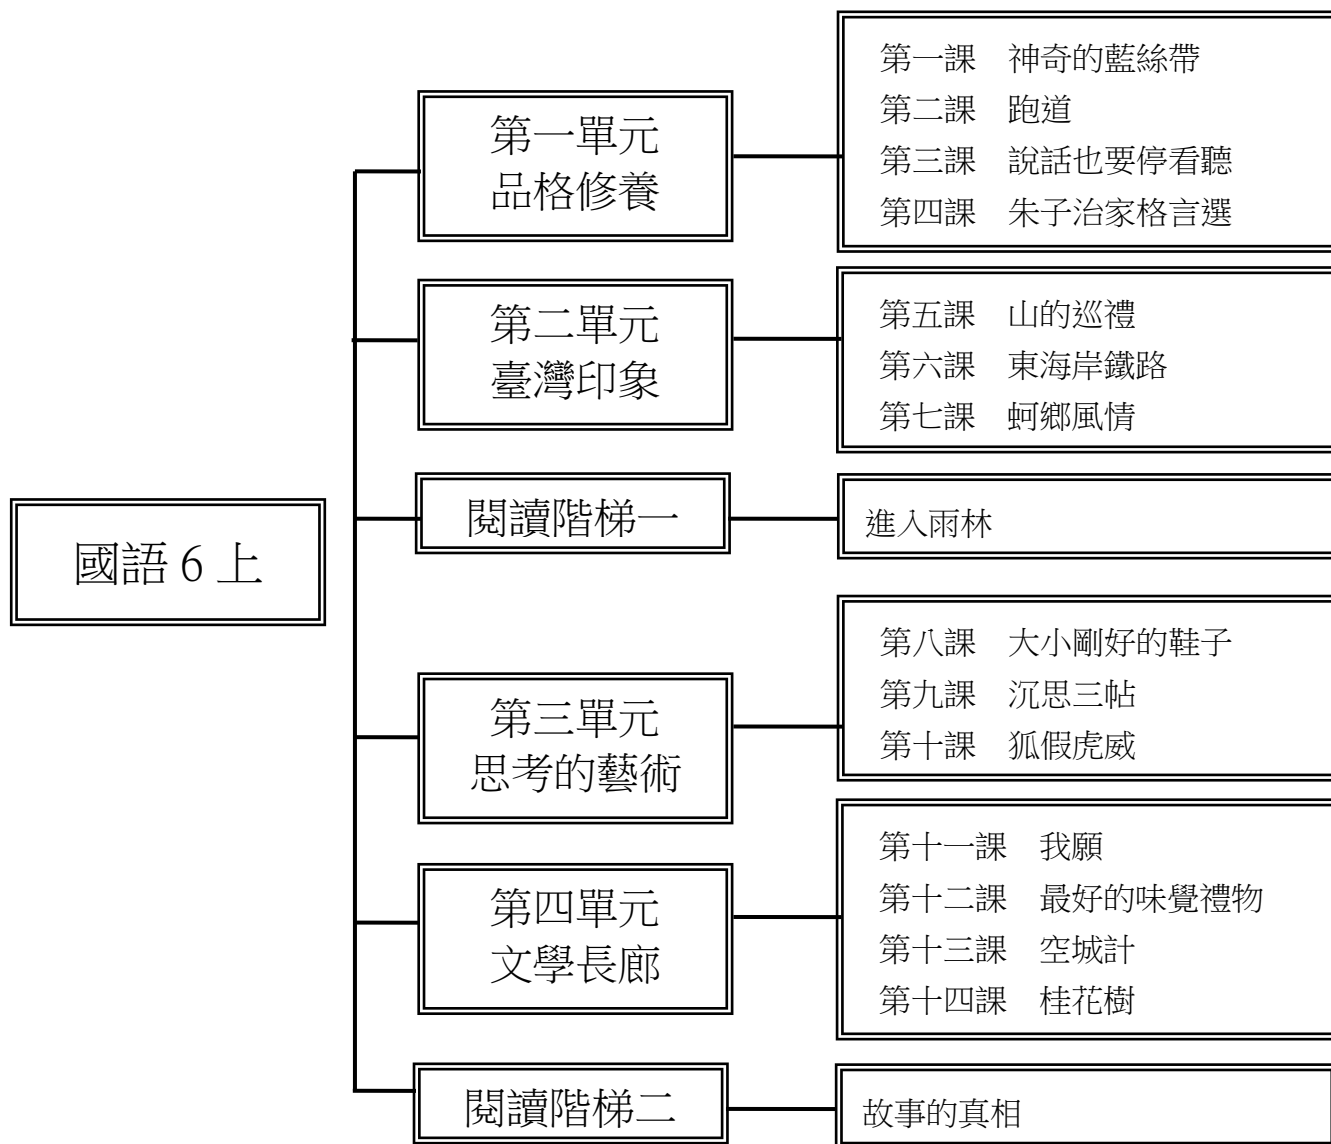 國語 6 上
第一單元
品格修養
第一課　神奇的藍絲帶
第二課　跑道
第三課　說話也要停看聽
第四課　朱子治家格言選
第二單元
臺灣印象
第五課　山的巡禮
第六課　東海岸鐵路
第七課　蚵鄉風情
閱讀階梯一
進入雨林
第三單元
思考的藝術
第八課　大小剛好的鞋子
第九課　沉思三帖
第十課　狐假虎威
第四單元
文學長廊
第十一課　我願
第十二課　最好的味覺禮物
第十三課　空城計
第十四課　桂花樹
閱讀階梯二
故事的真相